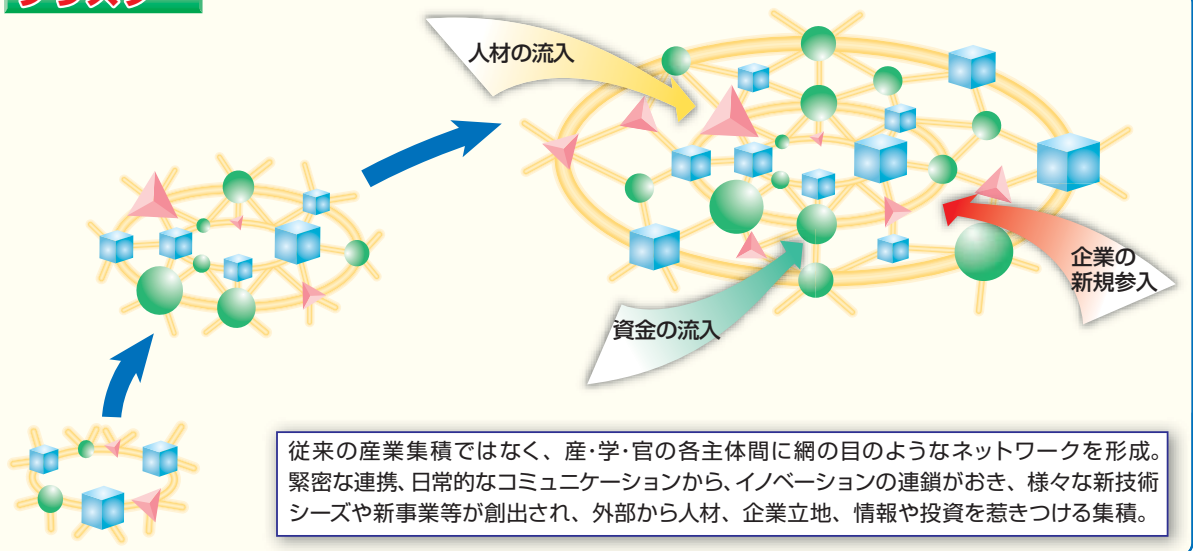 クラスター
人材の流入
企業の
新規参入
資金の流入
従来の産業集積ではなく、産・学・官の各主体間に網の目のようなネットワークを形成。
緊密な連携、日常的なコミュニケーションから、イノベーションの連鎖がおき、様々な新技術
シーズや新事業等が創出され、外部から人材、企業立地、情報や投資を惹きつける集積。